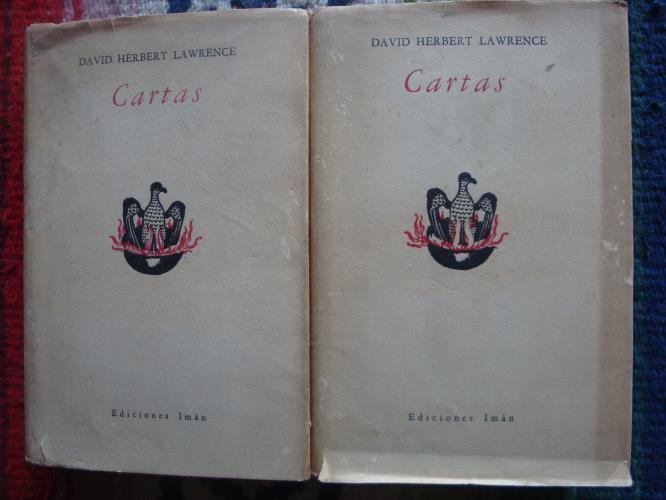 DAVID HERBERT LAWRENCE
Cartas
Ediciones Imán
DAVID HERBERT LAWRENCE
Cartas
Ediciones Imán